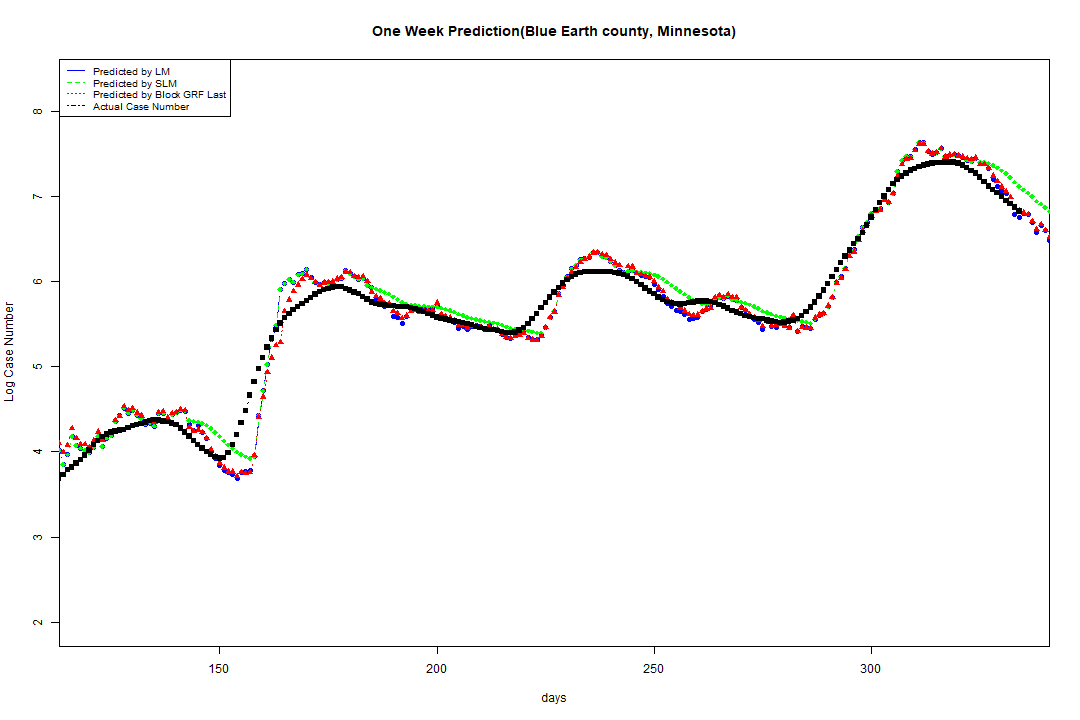 One Week Prediction(Blue Earth county, Minnesota)
Predicted by LM
Predicted by SLM
Predicted by Block GRF Last
Actual Case Number
8
7
6
5
4
3
2
Log Case Number
150 200 250 300
days